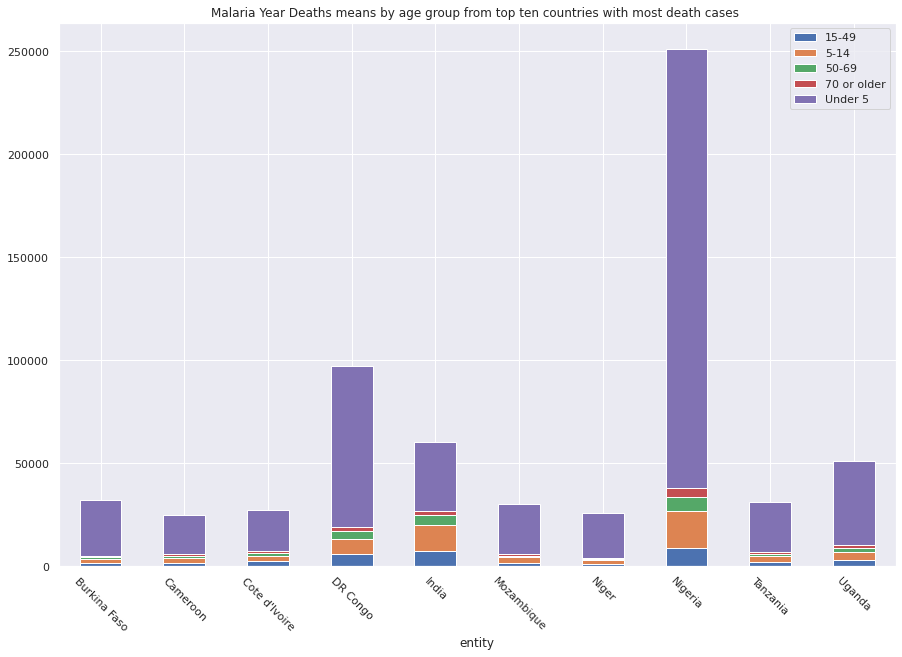 Malaria Year Deaths means by age group from top ten countries with most death cases
15-49
5-14
50-69
70 or older
Under 5
250000
200000
150000
100000
50000
0
Burkina Faso
Cameroon
Cote d'Ivoire
DR Congo
India
Mozambique
Niger
Nigeria
Tanzania
Uganda
entity